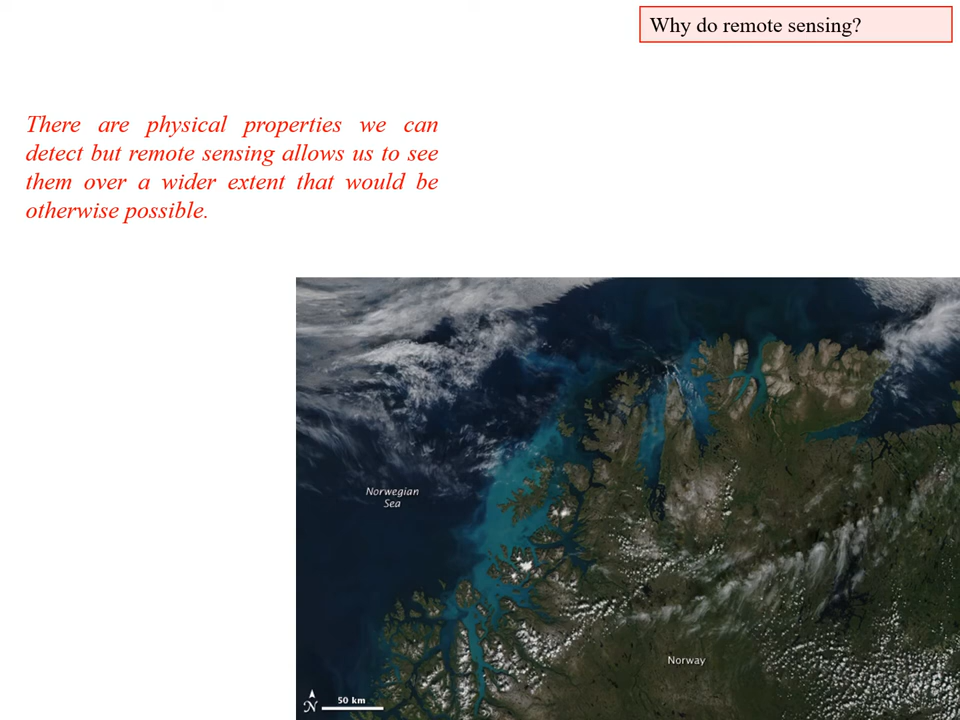 Why do remote sensing?
There are physical properties we can
detect but remote sensing allows us to see
them over a wider extent that would be
otherwise possible.
Norwegian
Sea
Norway
N
50 km